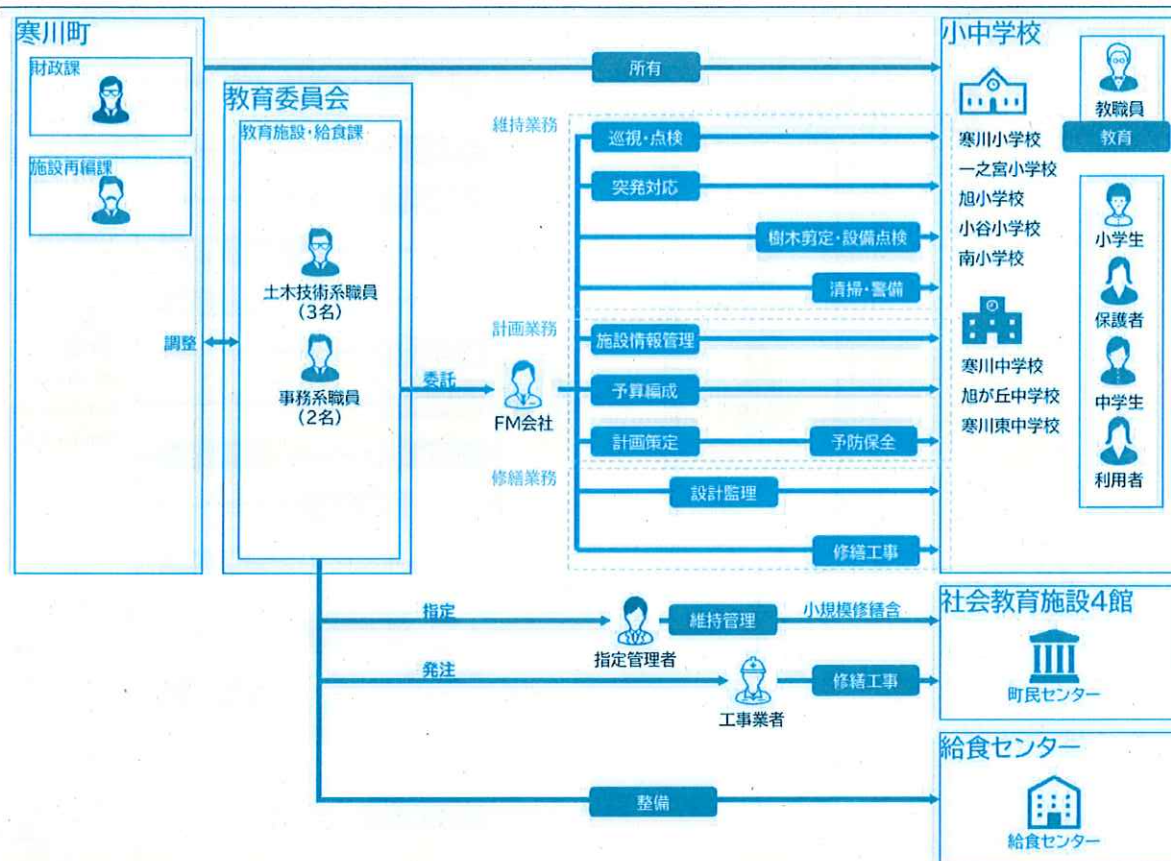 寒川町
財政課
施設再編課
教育委員会
教育施設・給食課
土木技術系職員
(3名)
事務系職員
(2名)
調整
委託
FM会社
所有
維持業務
巡視・点検
突発対応
樹木剪定・設備点検
清掃・警備
計画業務
施設情報管理
予算編成
計画策定
予防保全
修繕業務
設計監理
修繕工事
小中学校
寒川小学校
一之宮小学校
旭小学校
小谷小学校
南小学校
寒川中学校
旭が丘中学校
寒川東中学校
教職員
教育
小学生
保護者
中学生
利用者
指定
指定管理者
維持管理
小規模修繕含
発注
工事業者
修繕工事
社会教育施設4館
町民センター
整備
給食センター
給食センター